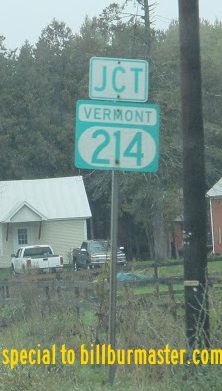 JCT
VERMONT
214
special to billburmaster.com